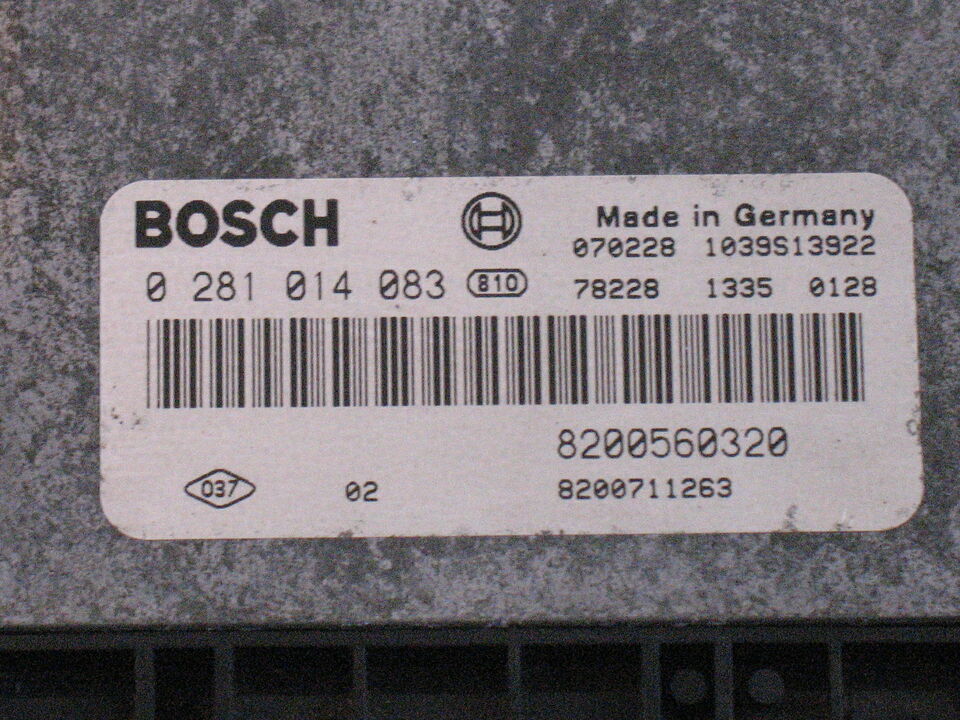 BOSCH
Made in Germany
070228 1039S13922
0 281 014 083 810 78228 1335 0128
8200560320
037 02 8200711263